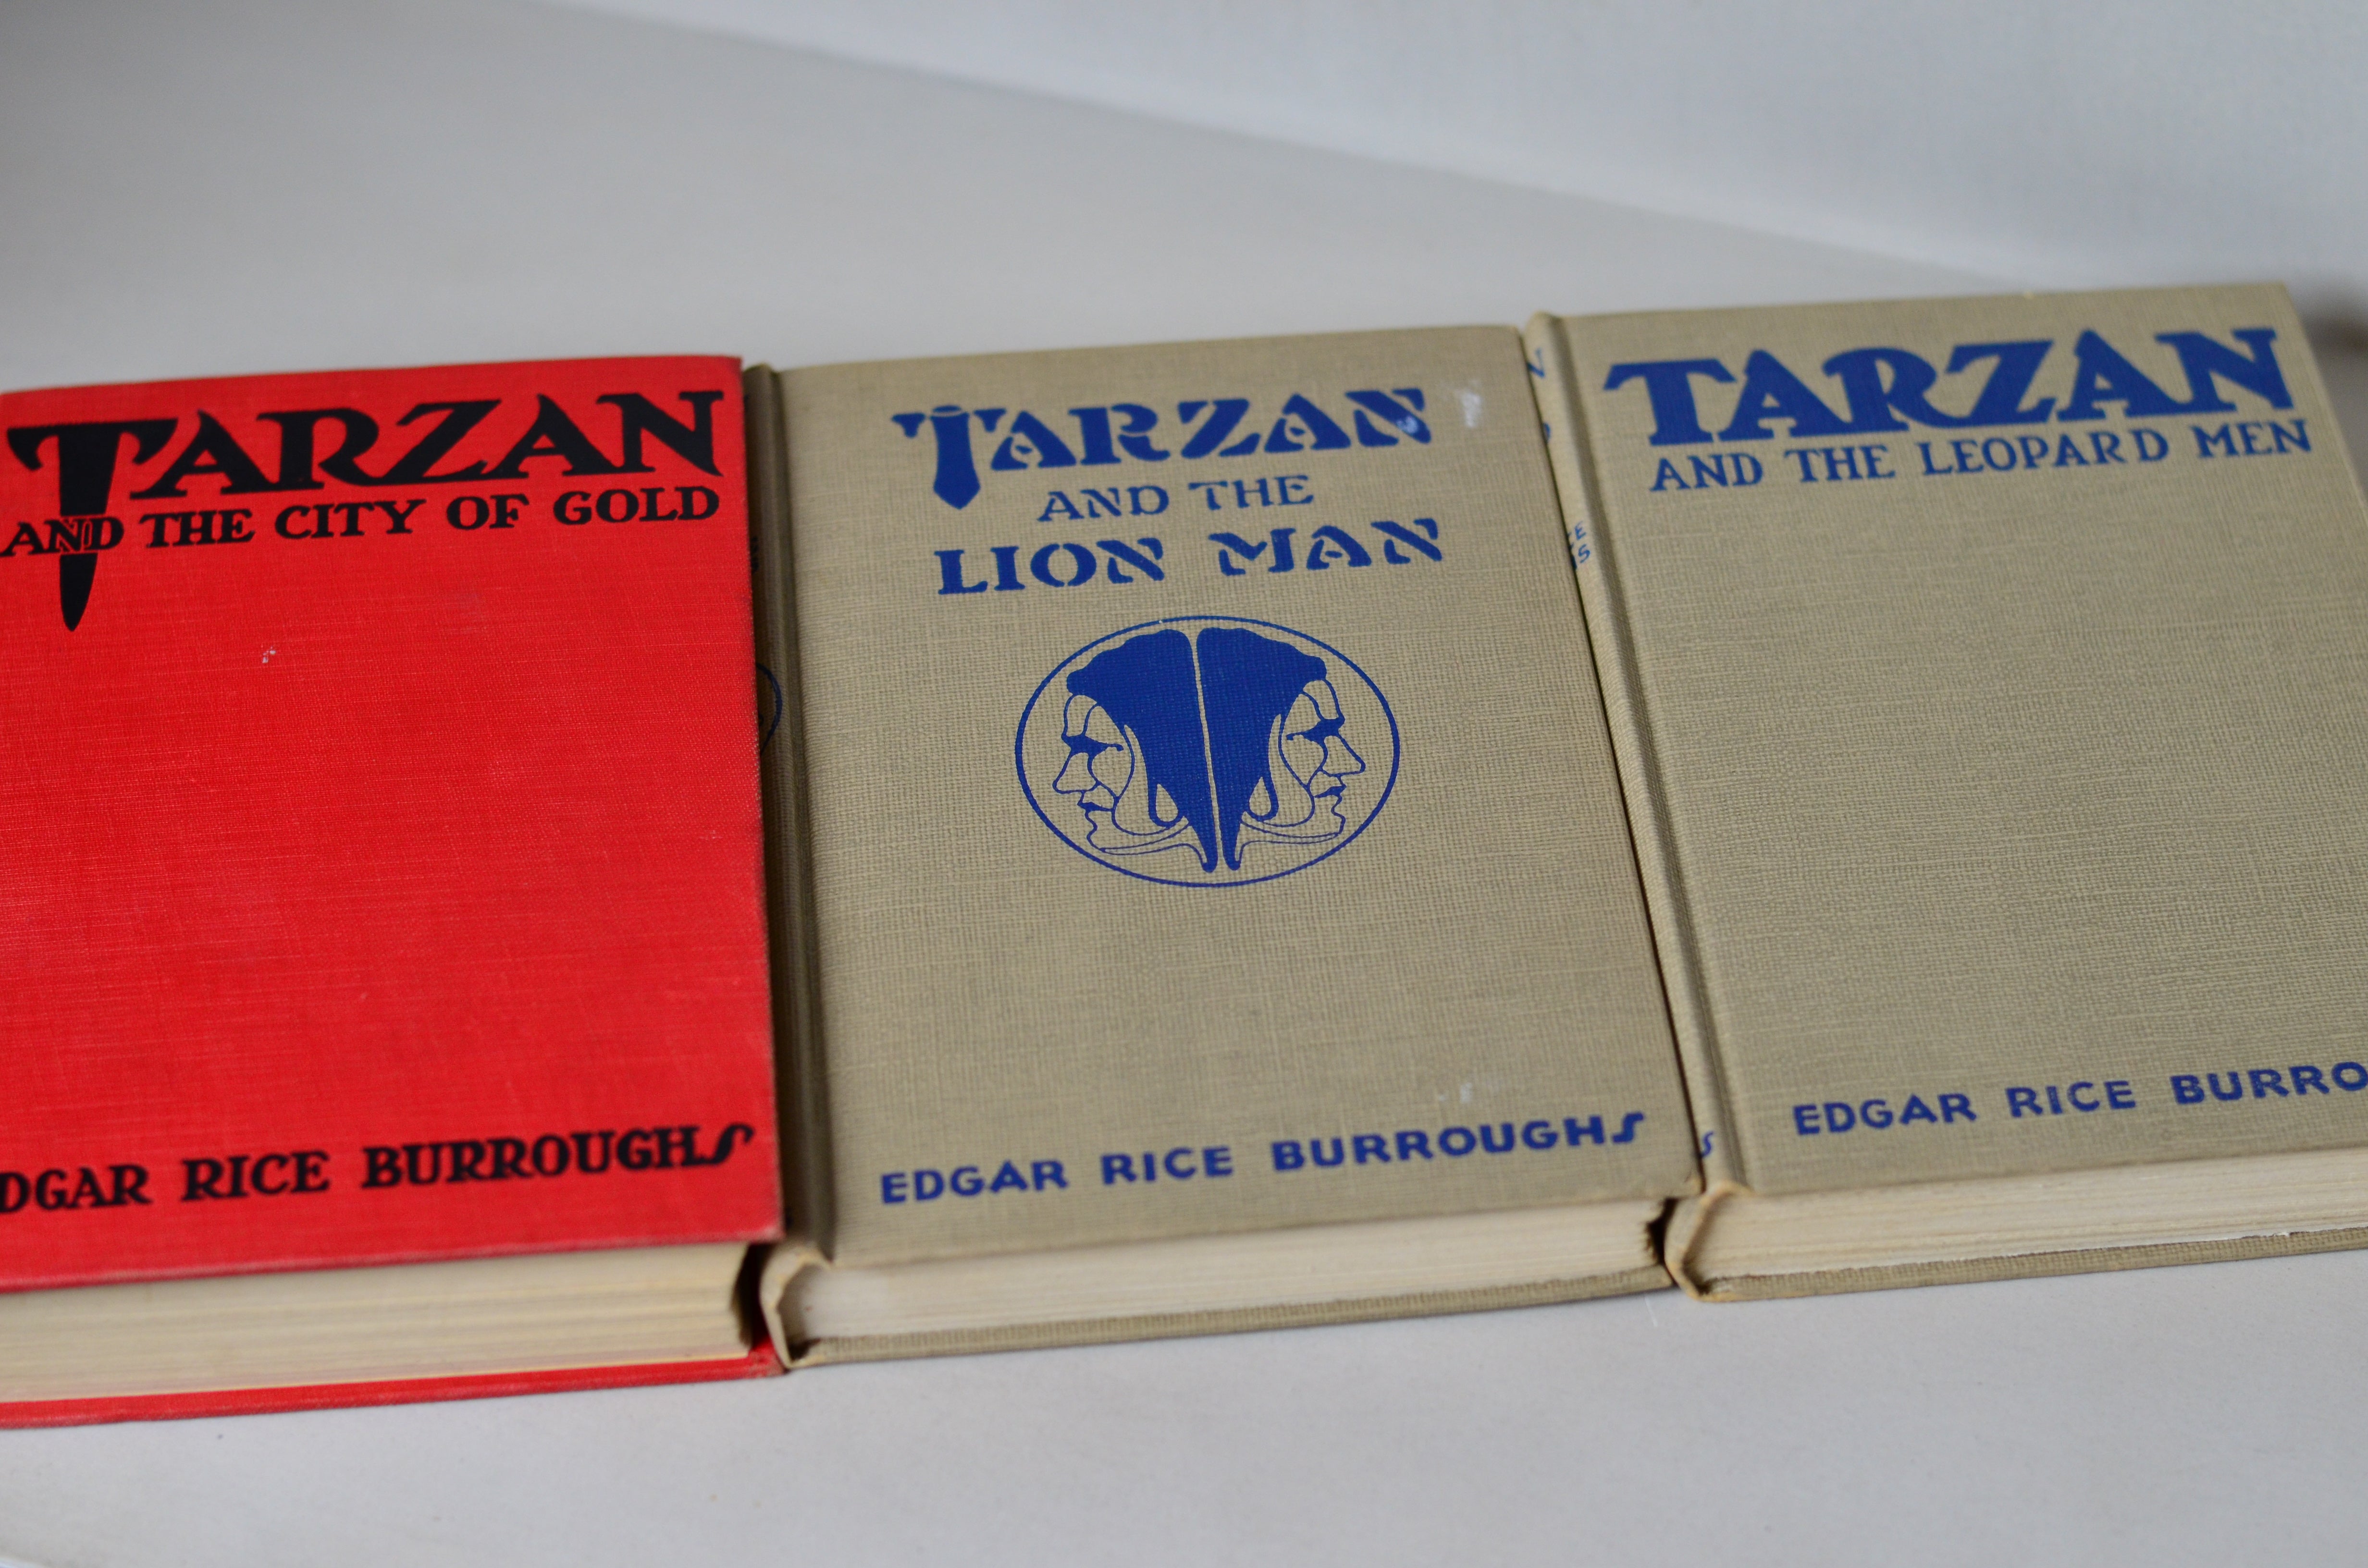 TARZAN
AND THE CITY OF GOLD
DGAR RICE BURROUGHS
TARZAN
AND THE
LION MAN
EDGAR RICE BURROUGHS
TARZAN
AND THE LEOPARD MEN
EDGAR RICE BURRO